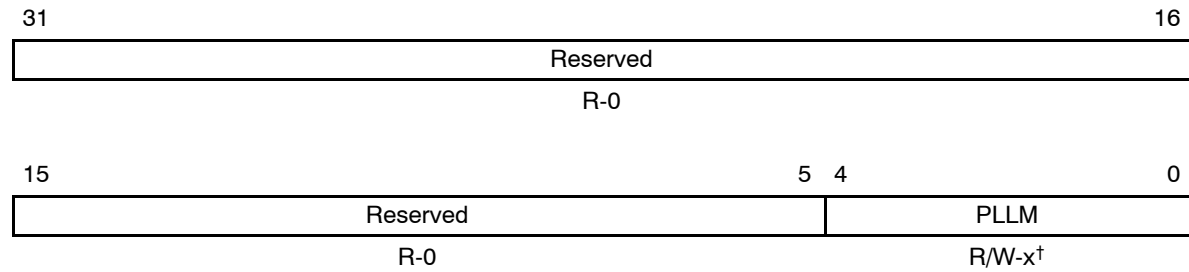 31 16
Reserved
R-0
15 5 4 0
Reserved PLLM
R-0 R/W-x†